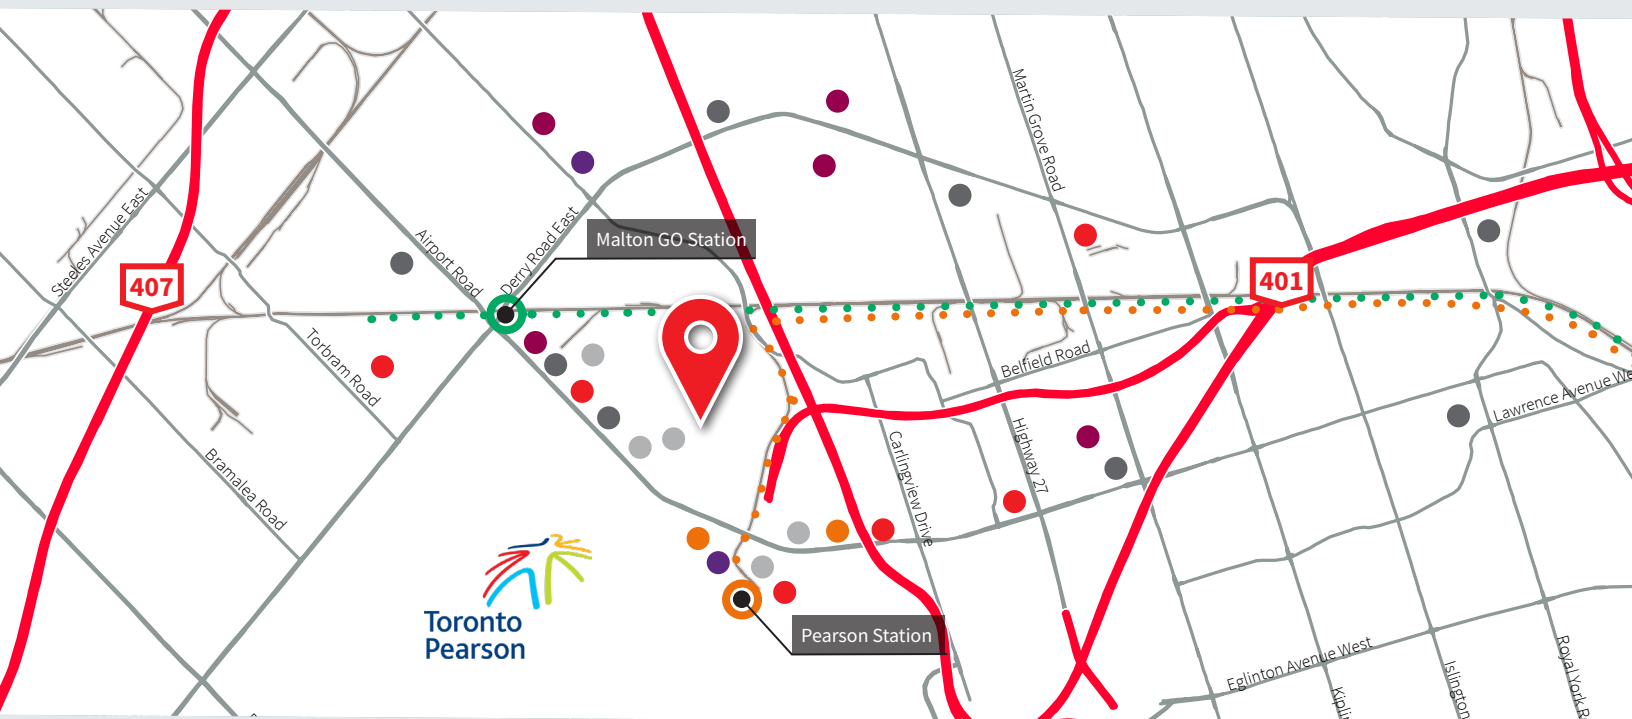 Martin Grove Road
Steeles Avenue East
Airport Road
Derry Road East
Malton GO Station
407
401
Torbram Road
Belfield Road
Lawrence Avenue We
Bramalea Road
Carlingview Drive
Highway 27
Toronto
Pearson
Pearson Station
Eglinton Avenue West
Kiplin
Islington
Royal York R